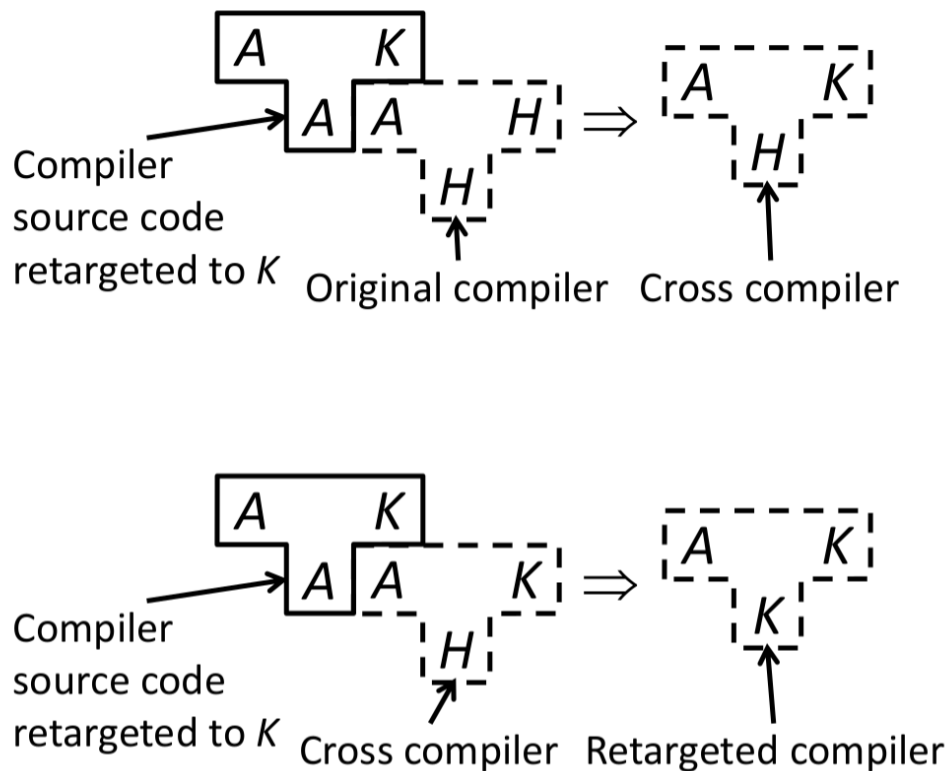 A K A K
A A H ⇒ H
Compiler
source code
retargeted to K
H
Original compiler Cross compiler
A K A K
A A K ⇒ K
Compiler
source code
retargeted to K
H
Cross compiler Retargeted compiler